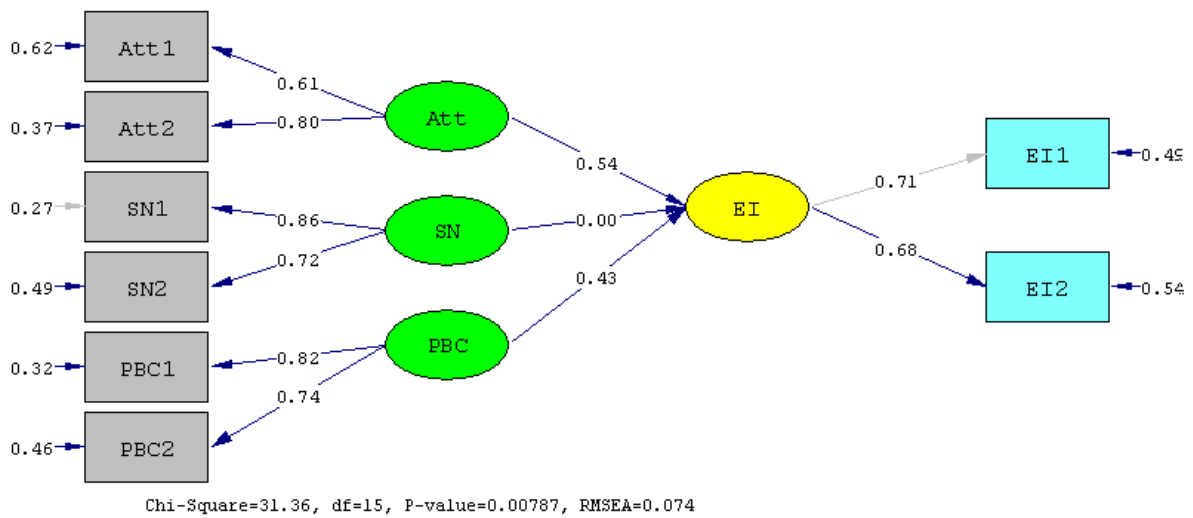 0.62 Att1
0.61
Att
0.37 Att2
0.80
0.54
EI1 0.49
0.71
0.27 SN1
0.86
SN
0.00
EI
0.72
0.68
0.49 SN2
0.43
EI2 0.54
PBC
0.32 PBC1
0.82
0.74
0.46 PBC2
Chi-Square=31.36, df=15, P-value=0.00787, RMSEA=0.074